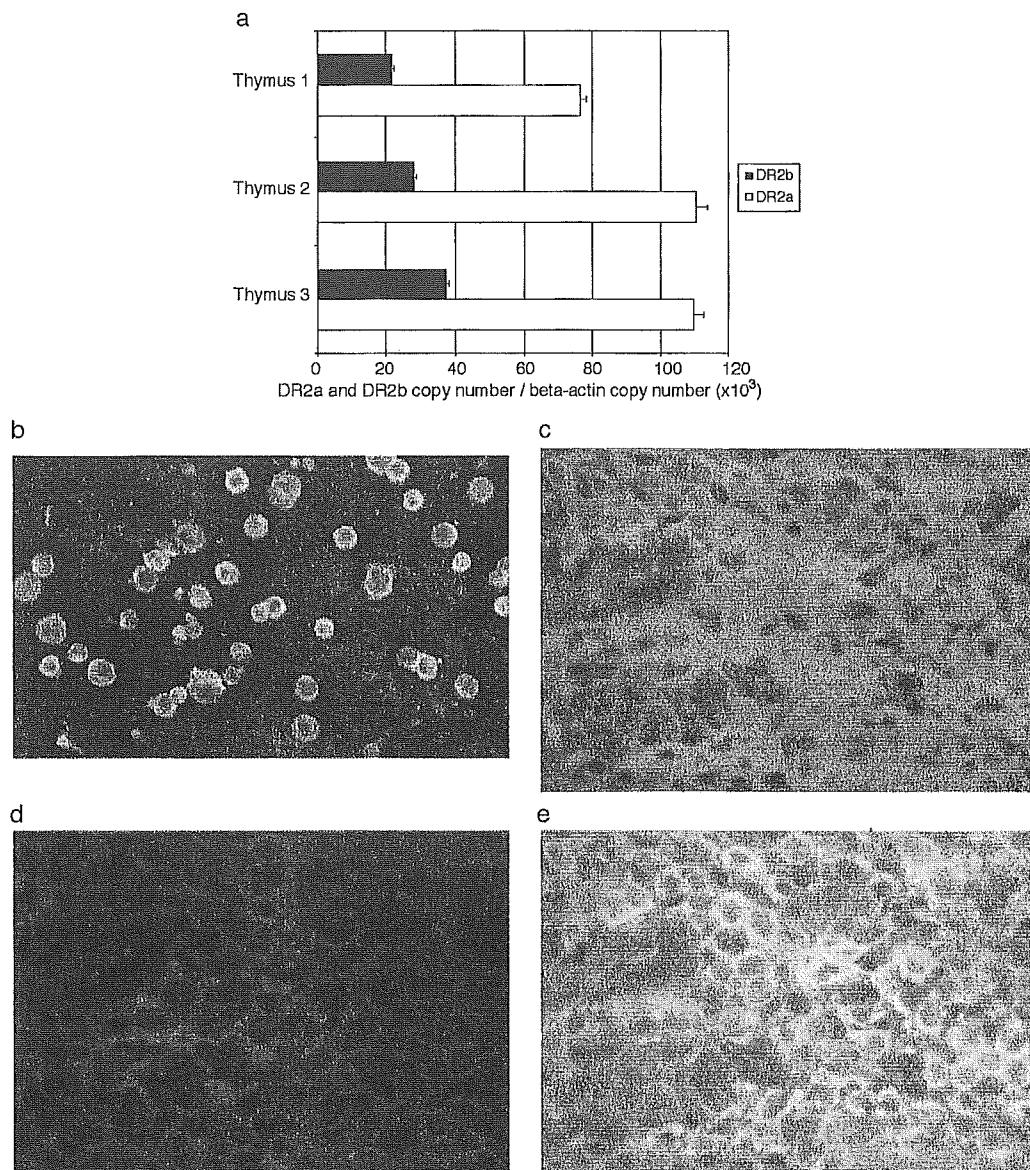 a
Thymus 1
Thymus 2
Thymus 3
DR2b
DR2a
0 20 40 60 80 100 120
DR2a and DR2b copy number / beta-actin copy number (x10³)
b
c
d
e